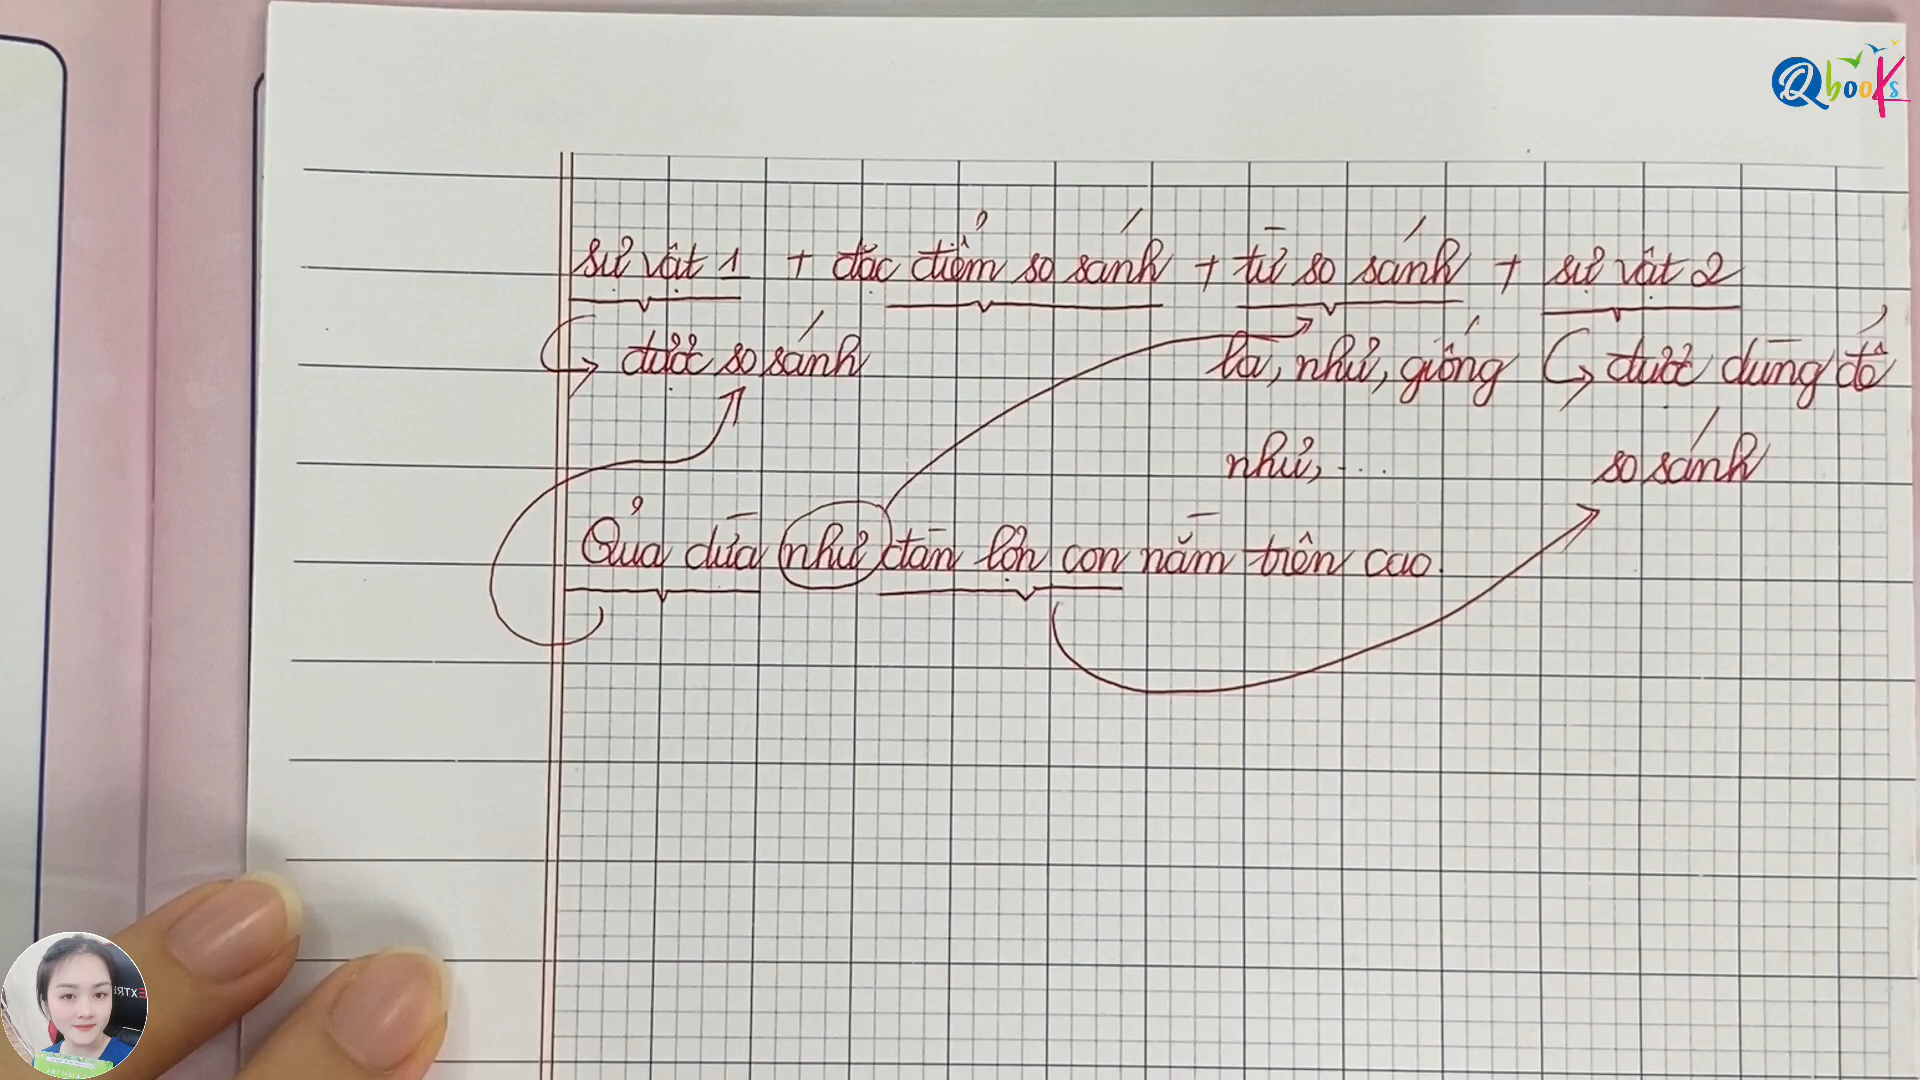 Qbooks
sự vật 1 + đặc điểm so sánh + từ so sánh + sự vật 2
được so sánh là, như, giống được dùng để
như, ... so sánh
Quả dừa như đàn lợn con nằm trên cao.